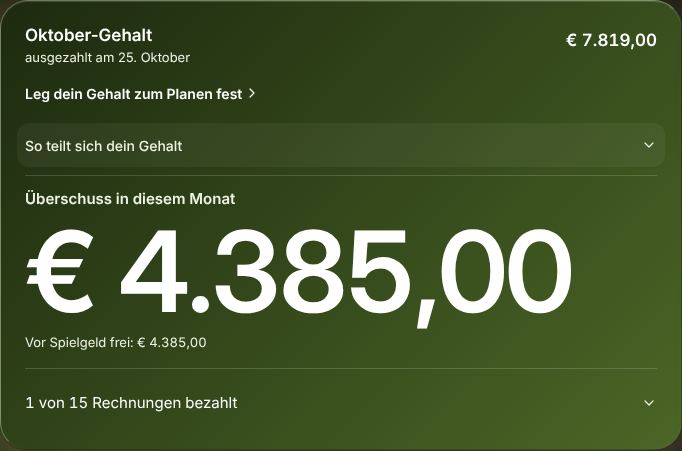 Oktober-Gehalt
€ 7.819,00
ausgezahlt am 25. Oktober
Leg dein Gehalt zum Planen fest
So teilt sich dein Gehalt
Überschuss in diesem Monat
€ 4.385,00
Vor Spielgeld frei: € 4.385,00
1 von 15 Rechnungen bezahlt